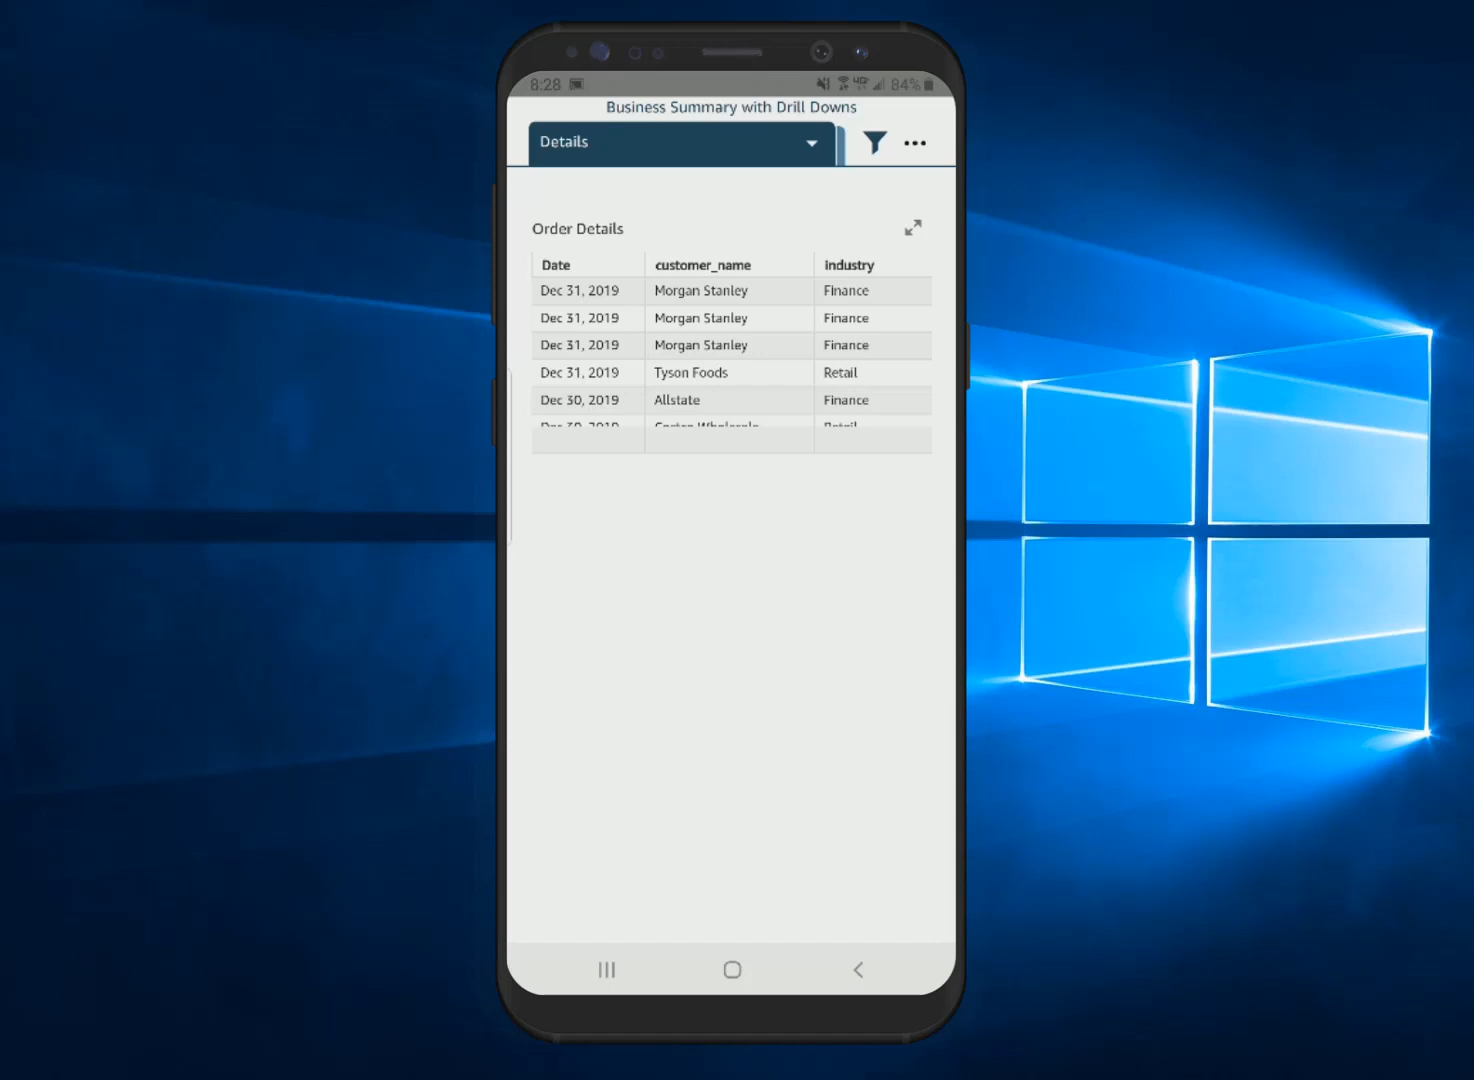 8:28 84%
Business Summary with Drill Downs
Details
Order Details
Date customer_name industry
Dec 31, 2019 Morgan Stanley Finance
Dec 31, 2019 Morgan Stanley Finance
Dec 31, 2019 Morgan Stanley Finance
Dec 31, 2019 Tyson Foods Retail
Dec 30, 2019 Allstate Finance